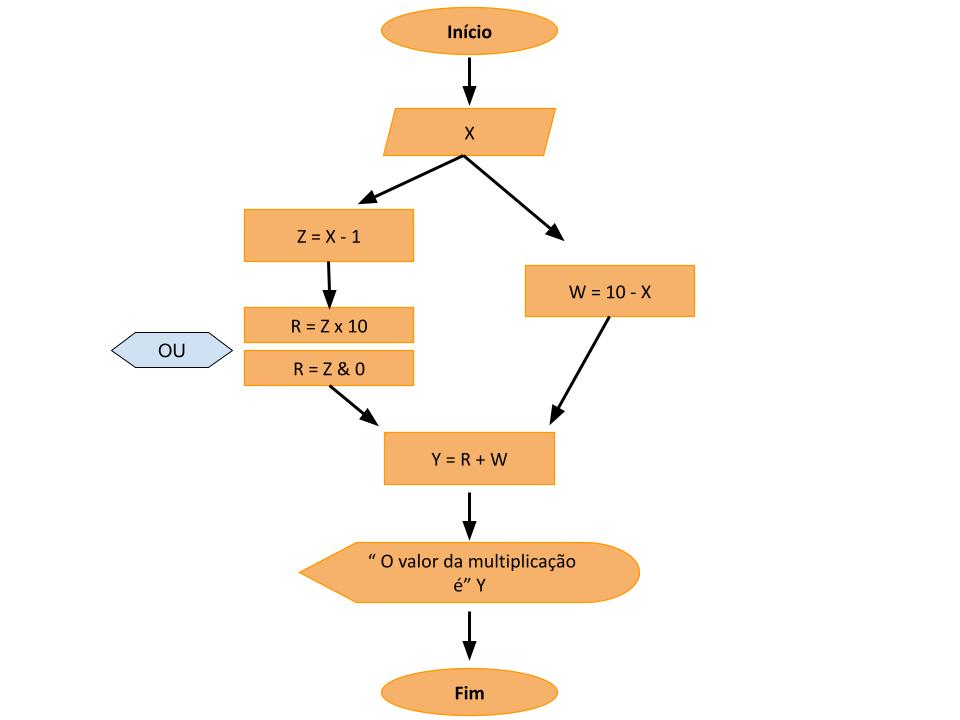 Início
X
Z = X - 1
W = 10 - X
R = Z x 10
OU
R = Z & 0
Y = R + W
“ O valor da multiplicação
é” Y
Fim